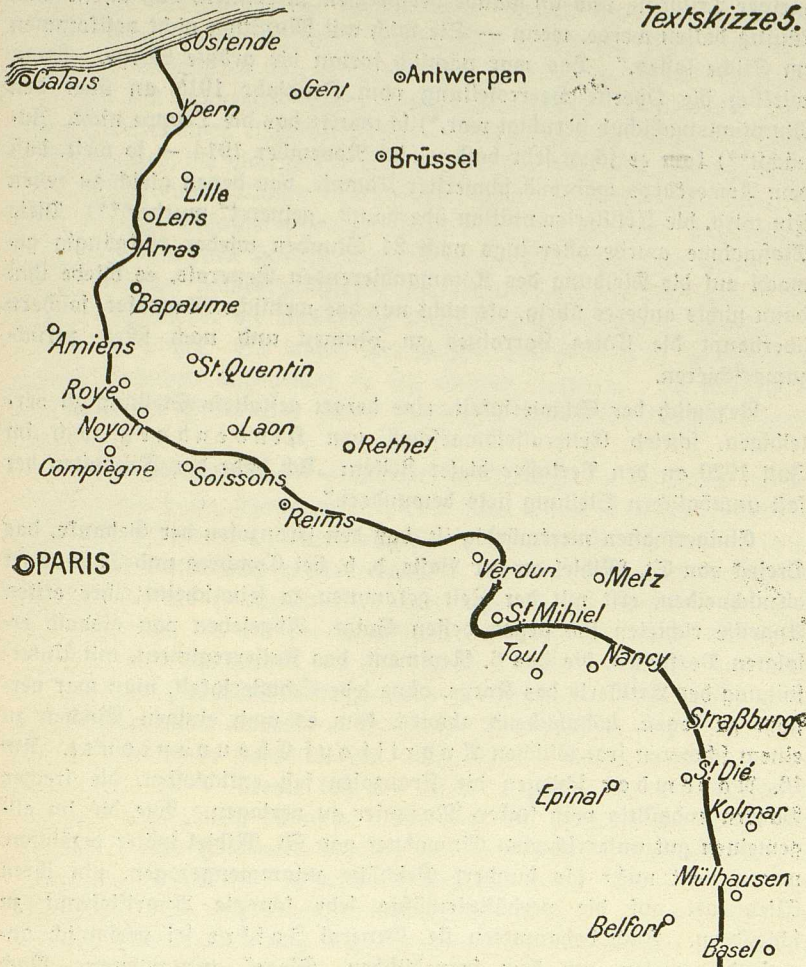 Textskizze 5.
Ostende
Calais
Gent
Antwerpen
Ypern
Brüssel
Lille
Lens
Arras
Bapaume
Amiens
St. Quentin
Roye
Noyon
Laon
Rethel
Compiègne
Soissons
Reims
PARIS
Verdun
Metz
St. Mihiel
Toul
Nancy
Straßburg
St. Dié
Epinal
Kolmar
Mülhausen
Belfort
Basel